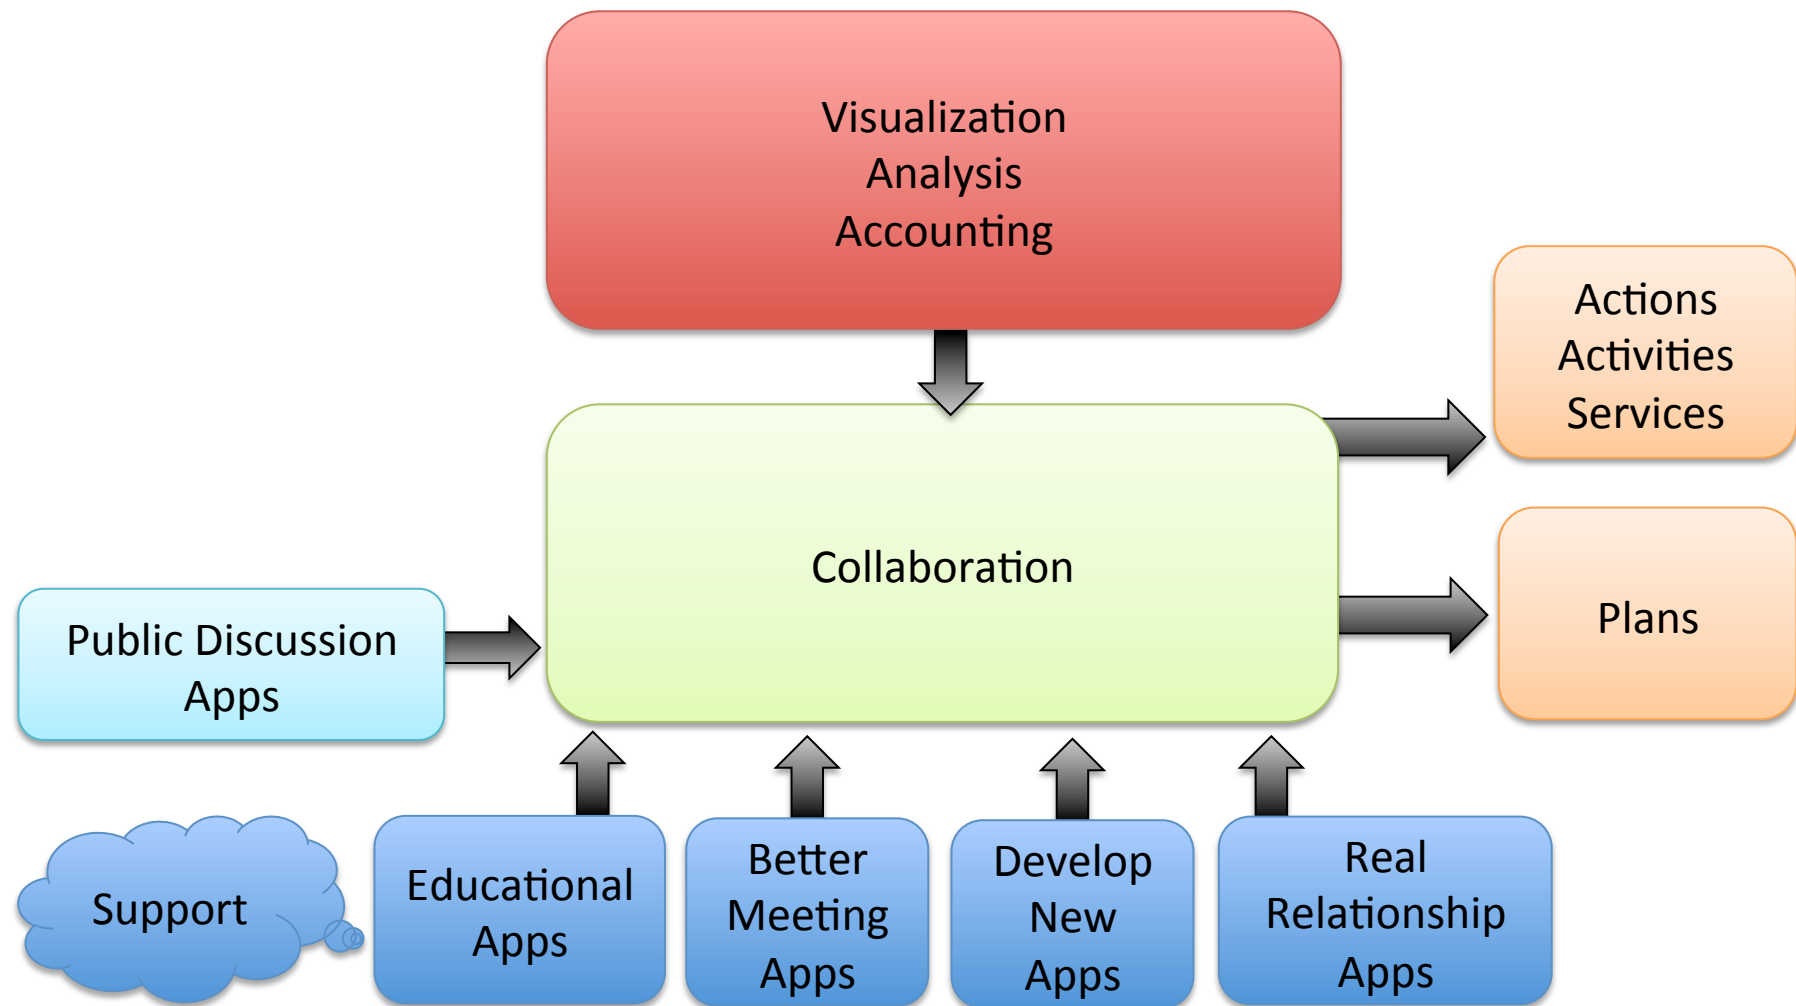 Visualization
Analysis
Accounting
Actions
Activities
Services
Collaboration
Plans
Public Discussion
Apps
Support
Educational
Apps
Better
Meeting
Apps
Develop
New
Apps
Real
Relationship
Apps